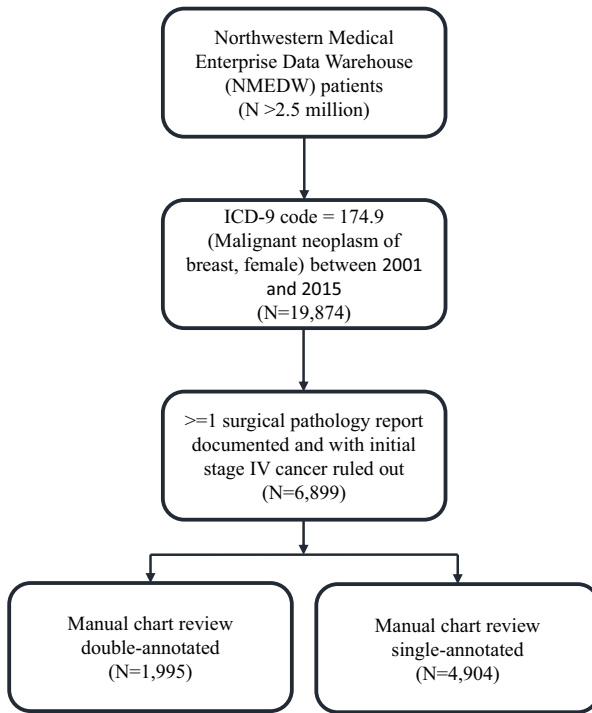 Northwestern Medical
Enterprise Data Warehouse
(NMEDW) patients
(N >2.5 million)
ICD-9 code = 174.9
(Malignant neoplasm of
breast, female) between 2001
and 2015
(N=19,874)
>=1 surgical pathology report
documented and with initial
stage IV cancer ruled out
(N=6,899)
Manual chart review
double-annotated
(N=1,995)
Manual chart review
single-annotated
(N=4,904)